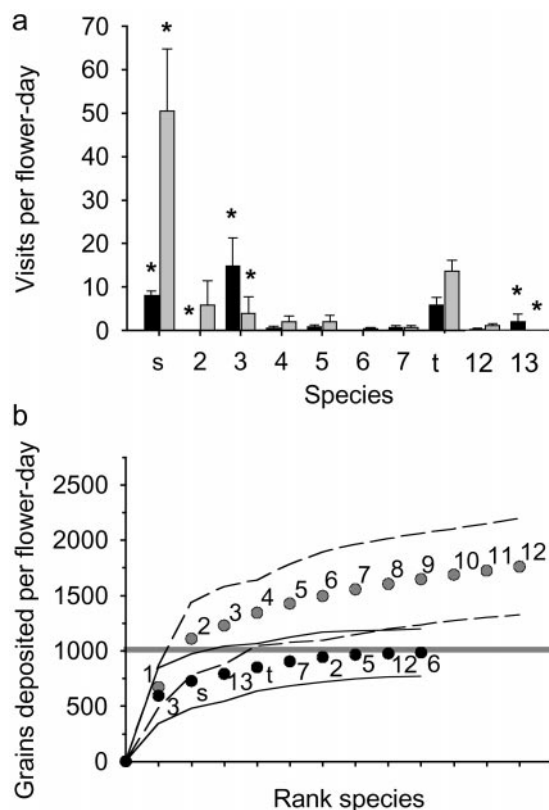 a
Visits per flower-day
70
60
50
40
30
20
10
0
* * * * * * *
s 2 3 4 5 6 7 t 12 13
Species
b
Grains deposited per flower-day
2500
2000
1500
1000
500
0
1 2 3 4 5 6 7 8 9 10 11 12
3 s 13 t 7 2 5 12 6
Rank species